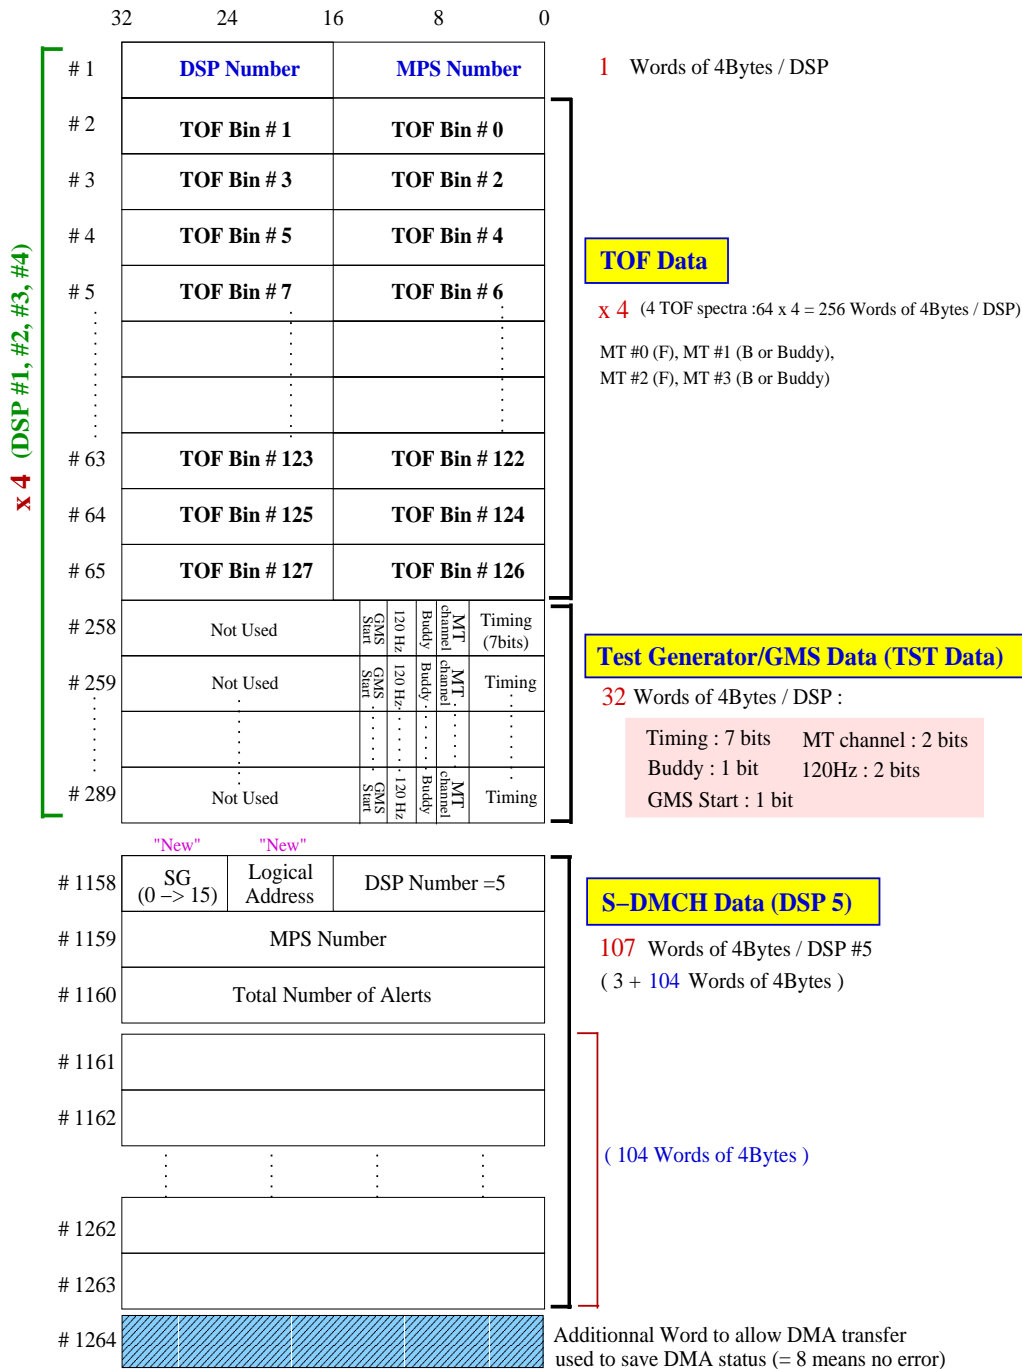 32 24 16 8 0
# 1 DSP Number MPS Number 1 Words of 4Bytes / DSP
# 2 TOF Bin # 1 TOF Bin # 0
# 3 TOF Bin # 3 TOF Bin # 2
# 4 TOF Bin # 5 TOF Bin # 4
# 5 TOF Bin # 7 TOF Bin # 6
x 4 (DSP #1, #2, #3, #4)
TOF Data
x 4 (4 TOF spectra :64 x 4 = 256 Words of 4Bytes / DSP)
MT #0 (F), MT #1 (B or Buddy),
MT #2 (F), MT #3 (B or Buddy)
# 63 TOF Bin # 123 TOF Bin # 122
# 64 TOF Bin # 125 TOF Bin # 124
# 65 TOF Bin # 127 TOF Bin # 126
# 258 Not Used GMS Start 120 Hz Buddy MT channel Timing (7bits)
# 259 Not Used GMS Start 120 Hz Buddy MT channel Timing
# 289 Not Used GMS Start 120 Hz Buddy MT channel Timing
Test Generator/GMS Data (TST Data)
32 Words of 4Bytes / DSP :
Timing : 7 bits MT channel : 2 bits
Buddy : 1 bit 120Hz : 2 bits
GMS Start : 1 bit
"New" "New"
# 1158 SG (0 −> 15) Logical Address DSP Number =5
# 1159 MPS Number
# 1160 Total Number of Alerts
S−DMCH Data (DSP 5)
107 Words of 4Bytes / DSP #5
( 3 + 104 Words of 4Bytes )
# 1161
# 1162
( 104 Words of 4Bytes )
# 1262
# 1263
# 1264
Additionnal Word to allow DMA transfer
used to save DMA status (= 8 means no error)